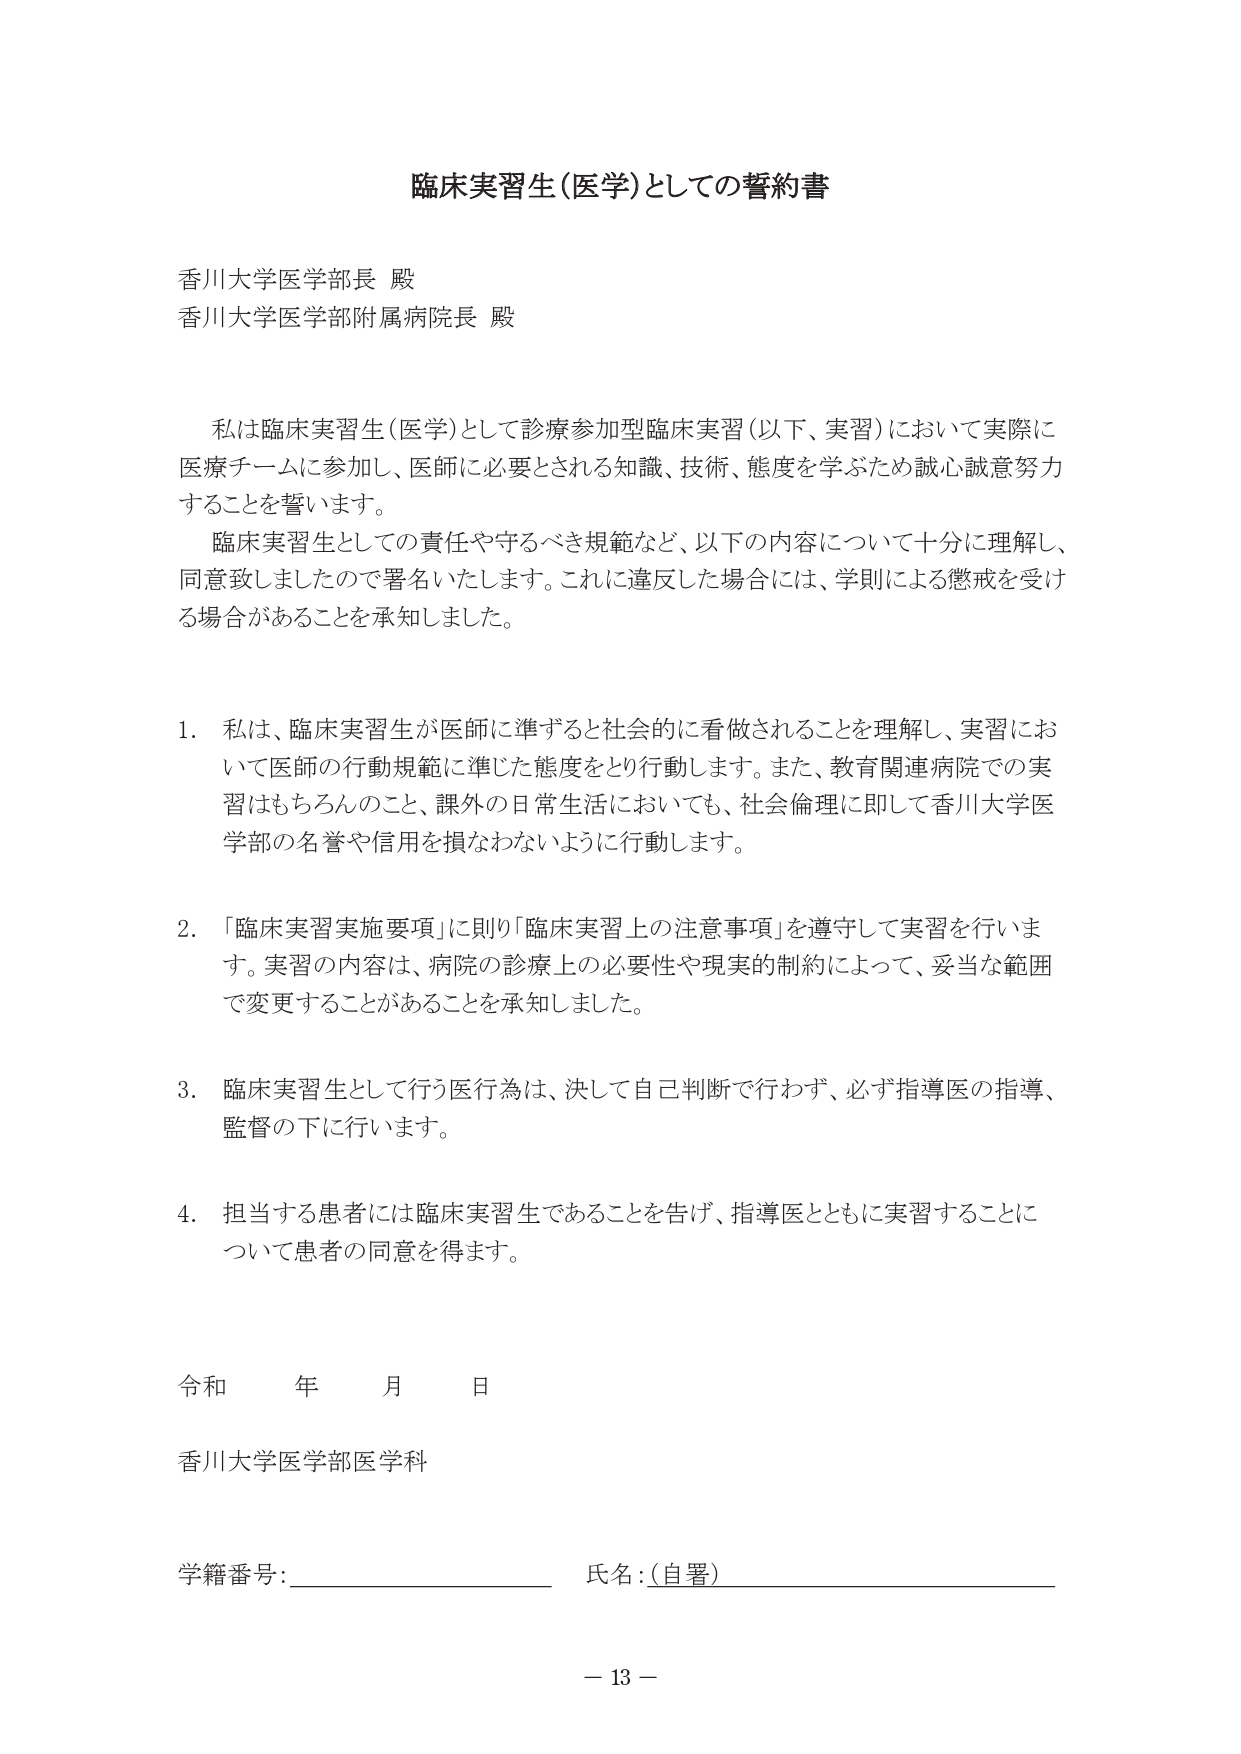 臨床実習生(医学)としての誓約書
香川大学医学部長 殿
香川大学医学部附属病院長 殿
私は臨床実習生(医学)として診療参加型臨床実習(以下、実習)において実際に
医療チームに参加し、医師に必要とされる知識、技術、態度を学ぶため誠心誠意努力
することを誓います。
臨床実習生としての責任や守るべき規範など、以下の内容について十分に理解し、
同意致しましたので署名いたします。これに違反した場合には、学則による懲戒を受け
る場合があることを承知しました。
1. 私は、臨床実習生が医師に準ずると社会的に看做されることを理解し、実習にお
いて医師の行動規範に準じた態度をとり行動します。また、教育関連病院での実
習はもちろんのこと、課外の日常生活においても、社会倫理に即して香川大学医
学部の名誉や信用を損なわないように行動します。
2. 「臨床実習実施要項」に則り「臨床実習上の注意事項」を遵守して実習を行いま
す。実習の内容は、病院の診療上の必要性や現実的制約によって、妥当な範囲
で変更することがあることを承知しました。
3. 臨床実習生として行う医行為は、決して自己判断で行わず、必ず指導医の指導、
監督の下に行います。
4. 担当する患者には臨床実習生であることを告げ、指導医とともに実習することに
ついて患者の同意を得ます。
令和 年 月 日
香川大学医学部医学科
学籍番号: 氏名:(自署)
― 13 ―